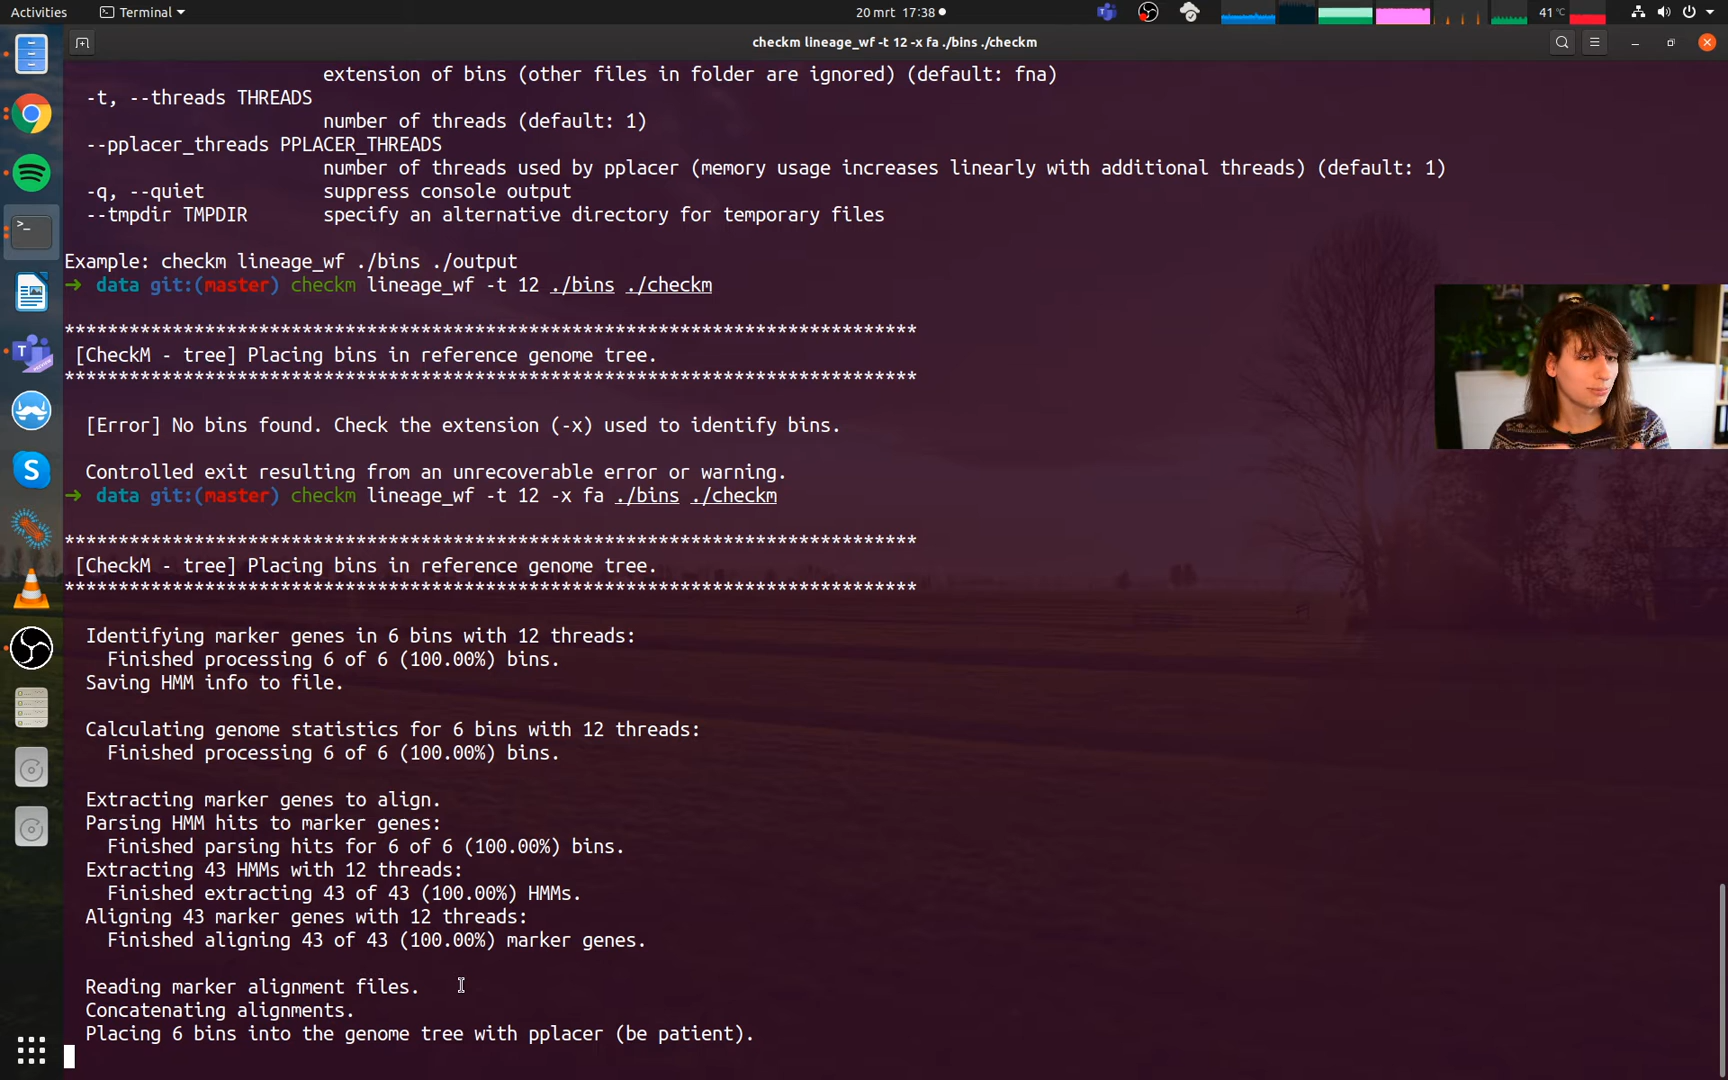 Activities
Terminal
20 mrt 17:38
41°C
checkm lineage_wf -t 12 -x fa ./bins ./checkm
extension of bins (other files in folder are ignored) (default: fna)
-t, --threads THREADS
number of threads (default: 1)
--pplacer_threads PPLACER_THREADS
number of threads used by pplacer (memory usage increases linearly with additional threads) (default: 1)
-q, --quiet suppress console output
--tmpdir TMPDIR specify an alternative directory for temporary files
Example: checkm lineage_wf ./bins ./output
→ data git:(master) checkm lineage_wf -t 12 ./bins ./checkm
*******************************************************************************
[CheckM - tree] Placing bins in reference genome tree.
*******************************************************************************
[Error] No bins found. Check the extension (-x) used to identify bins.
Controlled exit resulting from an unrecoverable error or warning.
→ data git:(master) checkm lineage_wf -t 12 -x fa ./bins ./checkm
*******************************************************************************
[CheckM - tree] Placing bins in reference genome tree.
*******************************************************************************
Identifying marker genes in 6 bins with 12 threads:
Finished processing 6 of 6 (100.00%) bins.
Saving HMM info to file.
Calculating genome statistics for 6 bins with 12 threads:
Finished processing 6 of 6 (100.00%) bins.
Extracting marker genes to align.
Parsing HMM hits to marker genes:
Finished parsing hits for 6 of 6 (100.00%) bins.
Extracting 43 HMMs with 12 threads:
Finished extracting 43 of 43 (100.00%) HMMs.
Aligning 43 marker genes with 12 threads:
Finished aligning 43 of 43 (100.00%) marker genes.
Reading marker alignment files.
Concatenating alignments.
Placing 6 bins into the genome tree with pplacer (be patient).